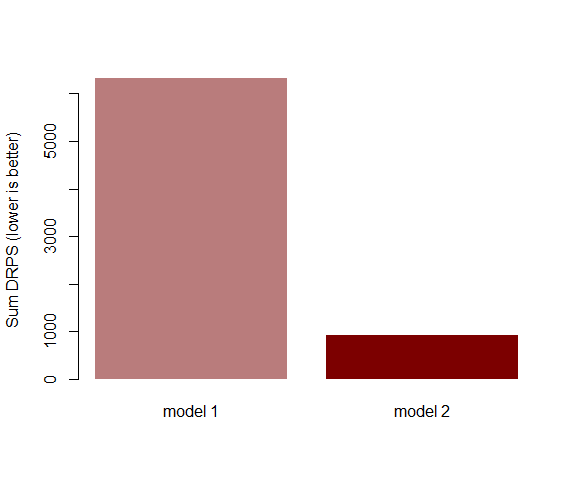 Sum DRPS (lower is better)
5000
3000
1000
0
model 1
model 2